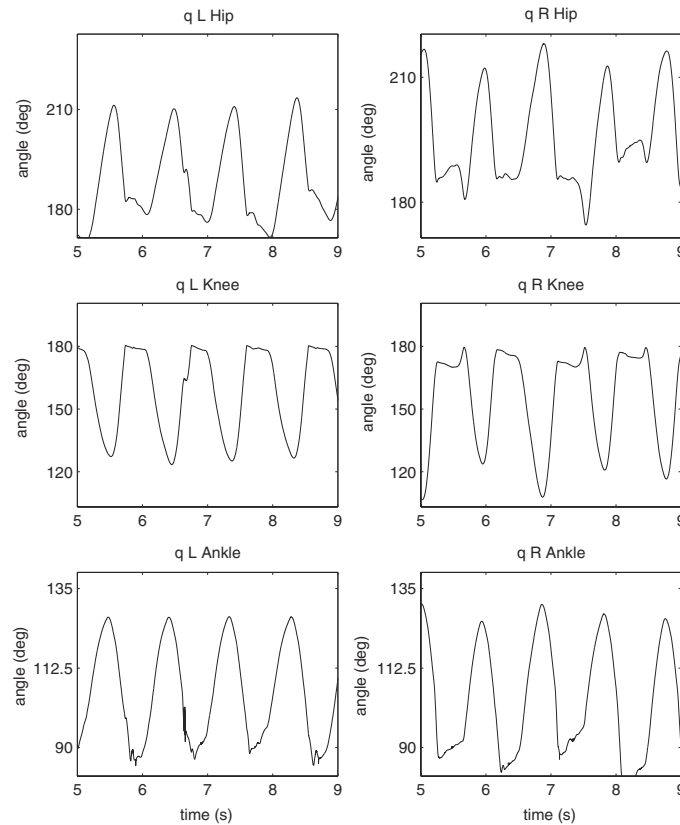 q L Hip
q R Hip
angle (deg)
210
180
5 6 7 8 9
angle (deg)
210
180
5 6 7 8 9
q L Knee
q R Knee
angle (deg)
180
150
120
5 6 7 8 9
angle (deg)
180
150
120
5 6 7 8 9
q L Ankle
q R Ankle
angle (deg)
135
112.5
90
5 6 7 8 9
time (s)
angle (deg)
135
112.5
90
5 6 7 8 9
time (s)